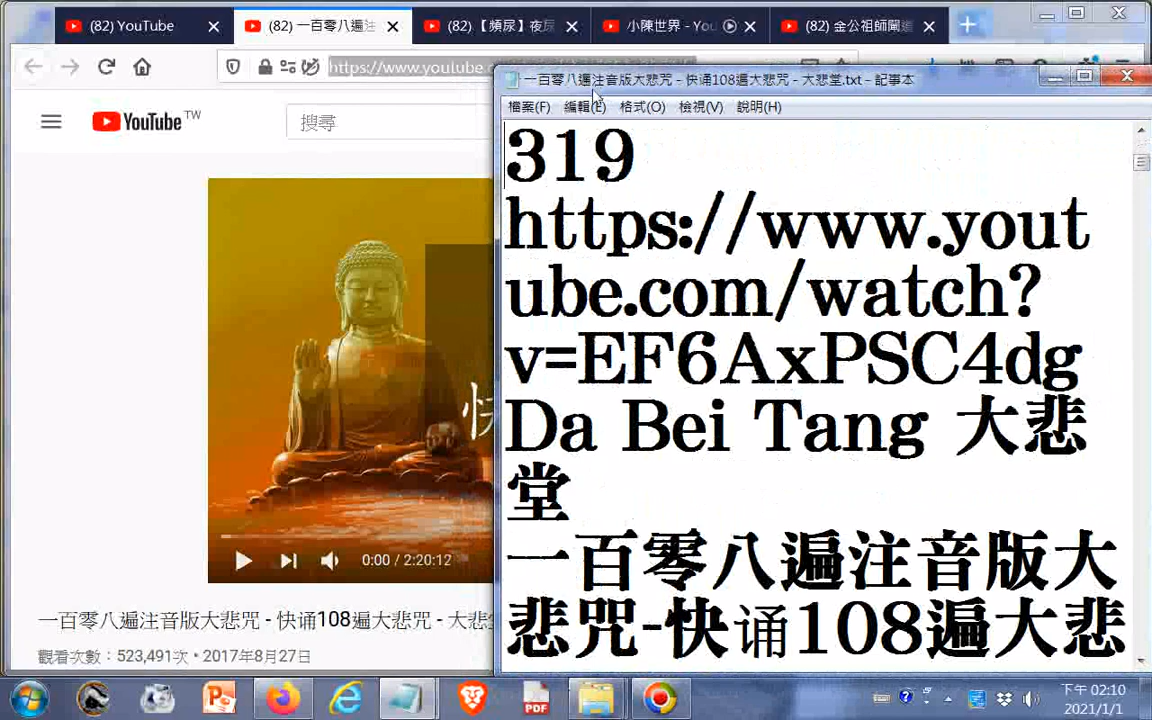 (82) YouTube
(82) 一百零八遍注
(82) 【頻尿】夜尿
小陳世界 - You
(82) 金公祖師闡道
https://www.youtube.c
YouTube TW
搜尋
快
0:00 / 2:20:12
一百零八遍注音版大悲咒 - 快诵108遍大悲咒 - 大悲
觀看次數：523,491次 • 2017年8月27日
一百零八遍注音版大悲咒 - 快诵108遍大悲咒 - 大悲堂.txt - 記事本
檔案(F) 編輯(E) 格式(O) 檢視(V) 說明(H)
319
https://www.yout
ube.com/watch?
v=EF6AxPSC4dg
Da Bei Tang 大悲
堂
一百零八遍注音版大
悲咒-快诵108遍大悲
PDF
下午 02:10
2021/1/1